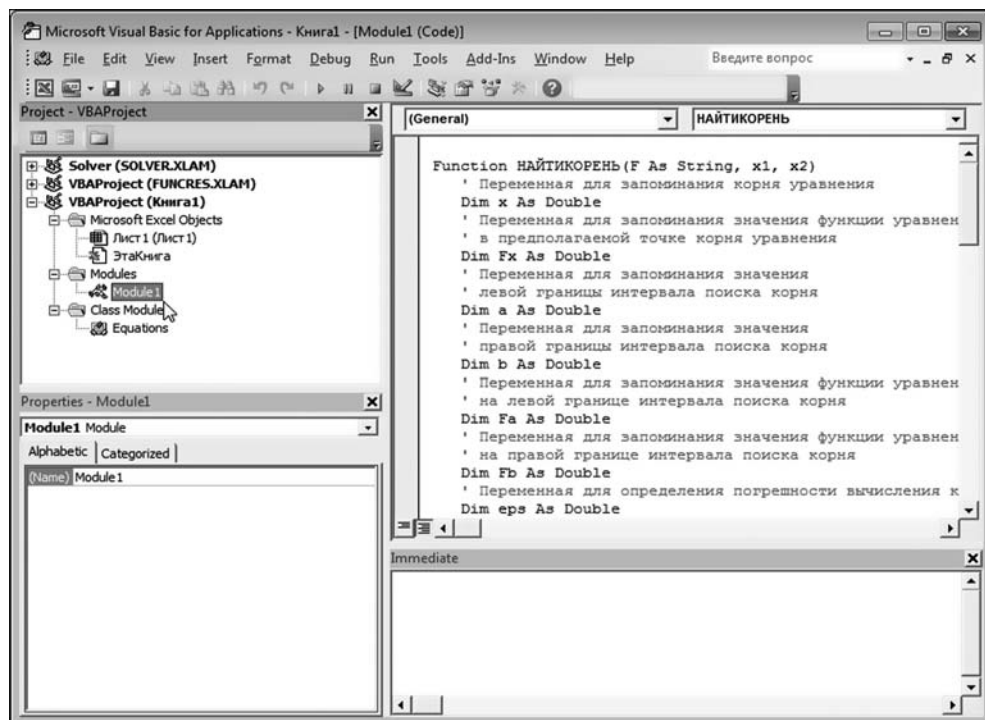 Microsoft Visual Basic for Applications - Книга1 - [Module1 (Code)]
File Edit View Insert Format Debug Run Tools Add-Ins Window Help
Введите вопрос
Project - VBAProject
Solver (SOLVER.XLAM)
VBAProject (FUNCRES.XLAM)
VBAProject (Книга1)
Microsoft Excel Objects
Лист1 (Лист1)
ЭтаКнига
Modules
Module1
Class Module
Equations
Properties - Module1
Module1 Module
Alphabetic
Categorized
(Name) Module1
(General)
НАЙТИКОРЕНЬ
Function НАЙТИКОРЕНЬ(F As String, x1, x2)
' Переменная для запоминания корня уравнения
Dim x As Double
' Переменная для запоминания значения функции уравнен
' в предполагаемой точке корня уравнения
Dim Fx As Double
' Переменная для запоминания значения
' левой границы интервала поиска корня
Dim a As Double
' Переменная для запоминания значения
' правой границы интервала поиска корня
Dim b As Double
' Переменная для запоминания значения функции уравнен
' на левой границе интервала поиска корня
Dim Fa As Double
' Переменная для запоминания значения функции уравнен
' на правой границе интервала поиска корня
Dim Fb As Double
' Переменная для определения погрешности вычисления к
Dim eps As Double
Immediate